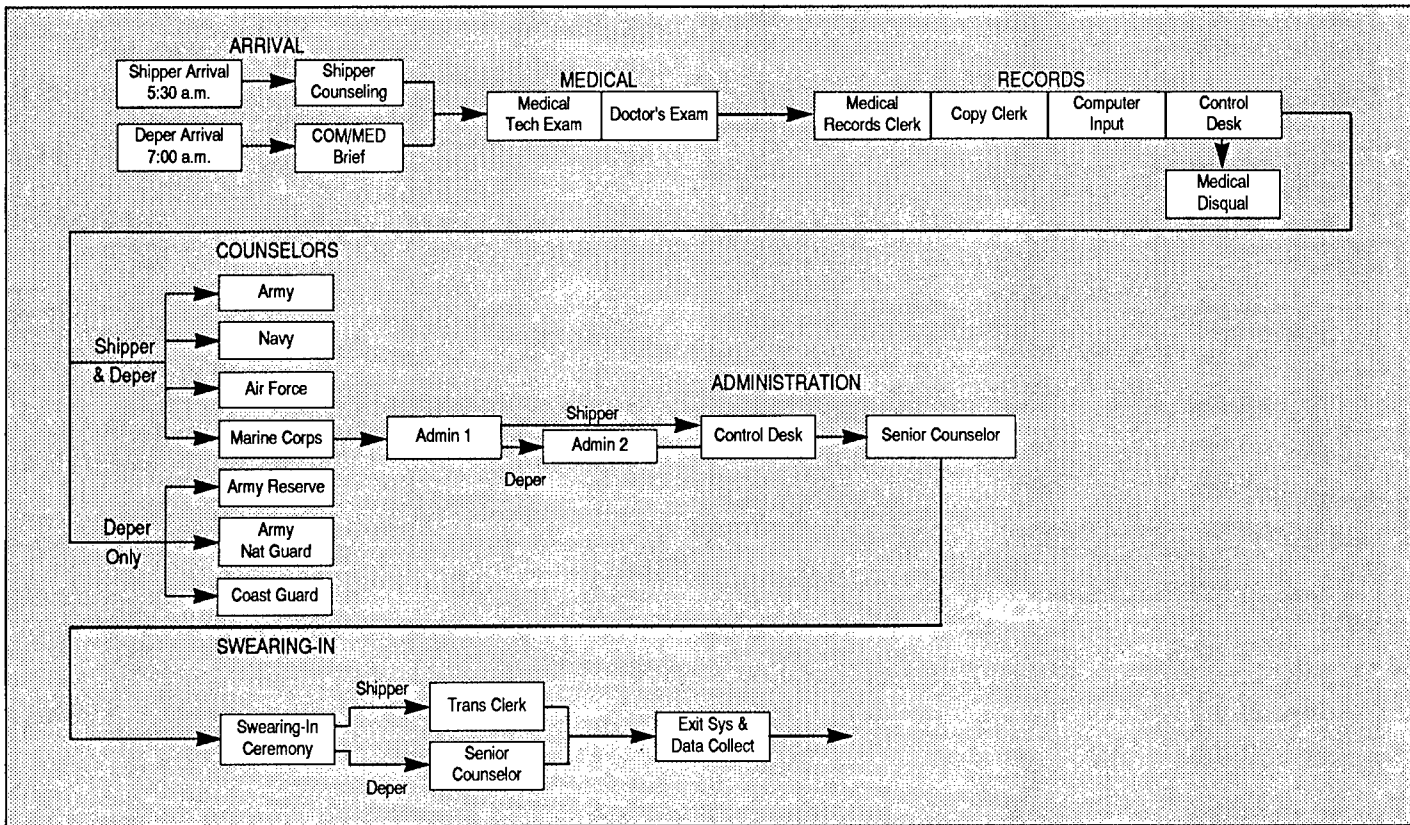 ARRIVAL
Shipper Arrival
5:30 a.m.
Shipper
Counseling
Deper Arrival
7:00 a.m.
COM/MED
Brief
MEDICAL
Medical
Tech Exam
Doctor's Exam
RECORDS
Medical
Records Clerk
Copy Clerk
Computer
Input
Control
Desk
Medical
Disqual
COUNSELORS
Shipper
& Deper
Army
Navy
Air Force
Marine Corps
Deper
Only
Army Reserve
Army
Nat Guard
Coast Guard
ADMINISTRATION
Admin 1
Shipper
Deper
Admin 2
Control Desk
Senior Counselor
SWEARING-IN
Swearing-In
Ceremony
Shipper
Trans Clerk
Deper
Senior
Counselor
Exit Sys &
Data Collect